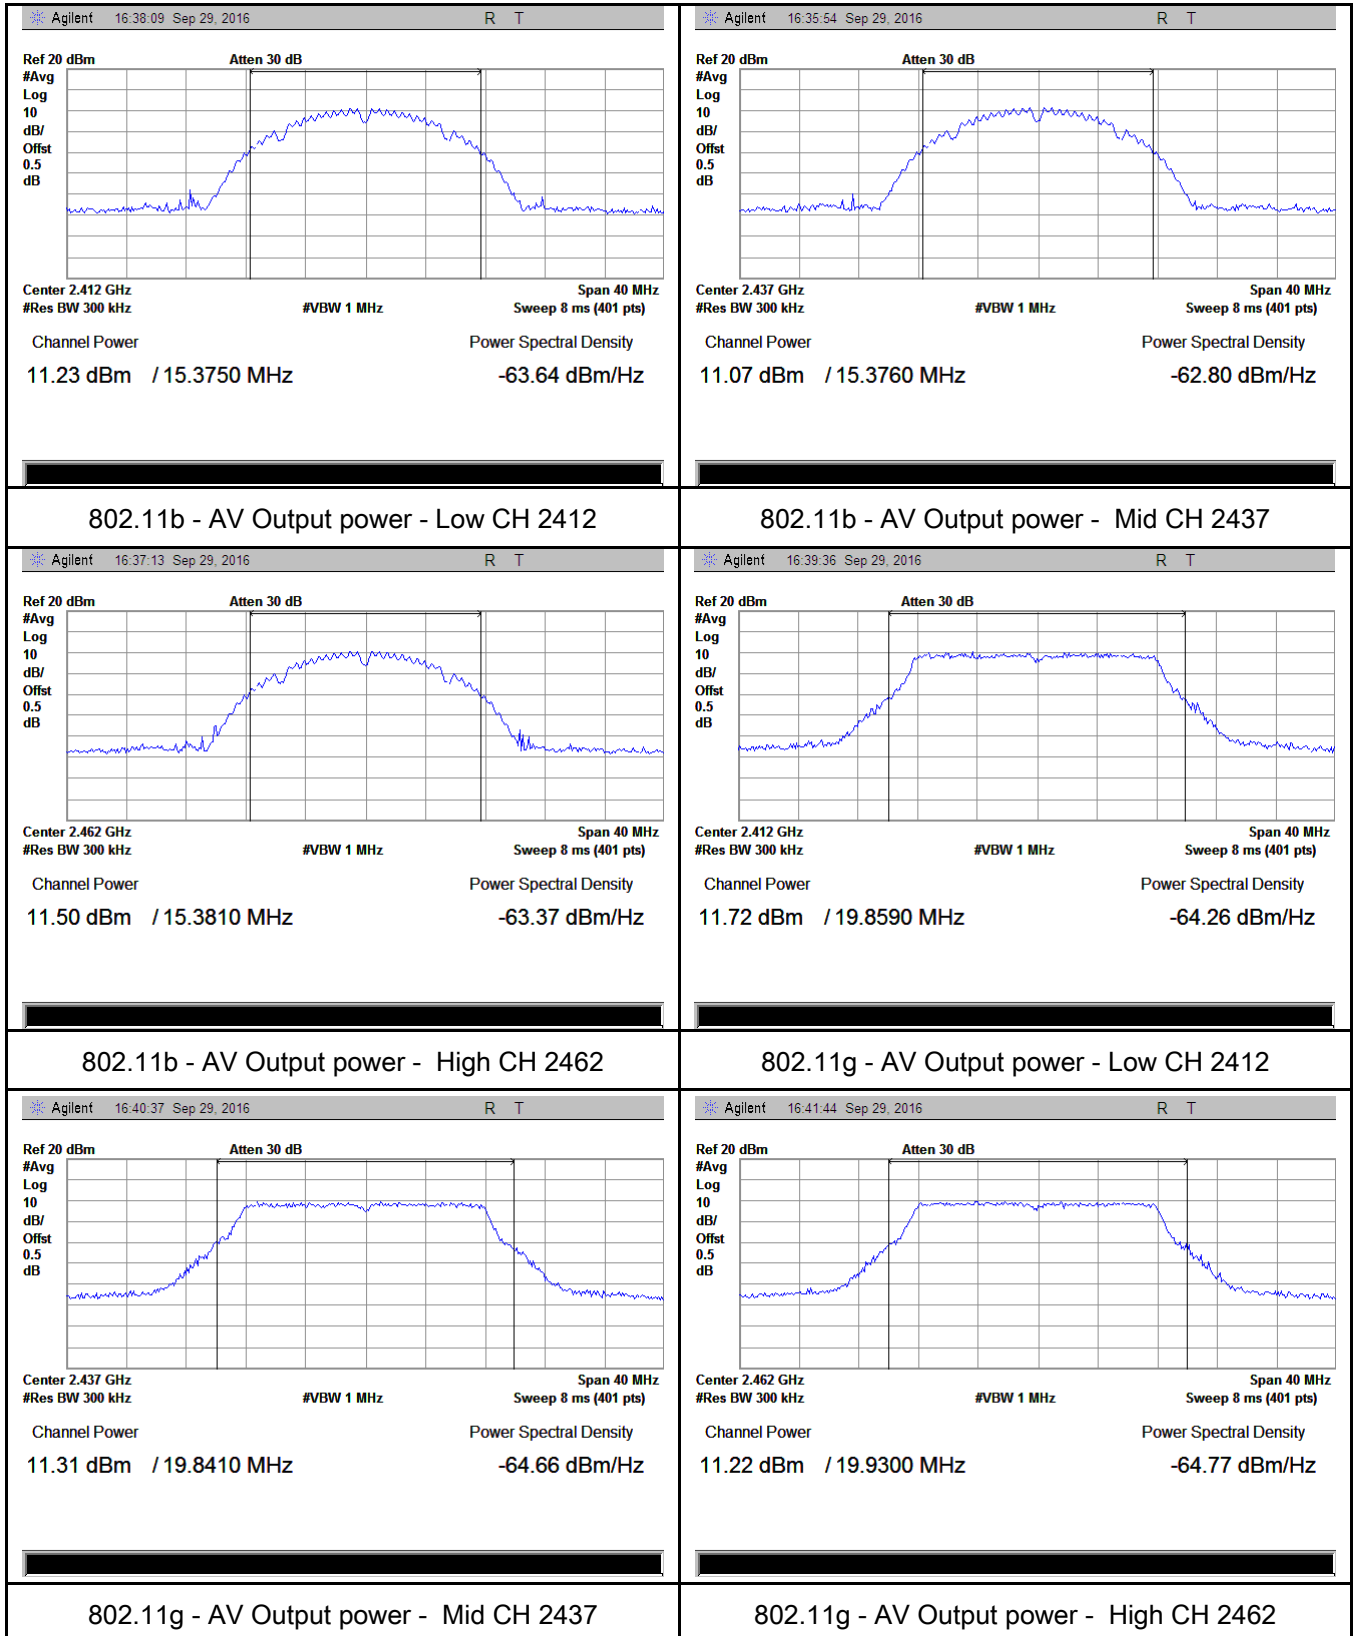 Agilent 16:38:09 Sep 29, 2016 R T
Ref 20 dBm Atten 30 dB
#Avg
Log
10
dB/
Offst
0.5
dB
Center 2.412 GHz Span 40 MHz
#Res BW 300 kHz #VBW 1 MHz Sweep 8 ms (401 pts)
Channel Power Power Spectral Density
11.23 dBm / 15.3750 MHz -63.64 dBm/Hz
802.11b - AV Output power - Low CH 2412
Agilent 16:35:54 Sep 29, 2016 R T
Ref 20 dBm Atten 30 dB
#Avg
Log
10
dB/
Offst
0.5
dB
Center 2.437 GHz Span 40 MHz
#Res BW 300 kHz #VBW 1 MHz Sweep 8 ms (401 pts)
Channel Power Power Spectral Density
11.07 dBm / 15.3760 MHz -62.80 dBm/Hz
802.11b - AV Output power - Mid CH 2437
Agilent 16:37:13 Sep 29, 2016 R T
Ref 20 dBm Atten 30 dB
#Avg
Log
10
dB/
Offst
0.5
dB
Center 2.462 GHz Span 40 MHz
#Res BW 300 kHz #VBW 1 MHz Sweep 8 ms (401 pts)
Channel Power Power Spectral Density
11.50 dBm / 15.3810 MHz -63.37 dBm/Hz
802.11b - AV Output power - High CH 2462
Agilent 16:39:36 Sep 29, 2016 R T
Ref 20 dBm Atten 30 dB
#Avg
Log
10
dB/
Offst
0.5
dB
Center 2.412 GHz Span 40 MHz
#Res BW 300 kHz #VBW 1 MHz Sweep 8 ms (401 pts)
Channel Power Power Spectral Density
11.72 dBm / 19.8590 MHz -64.26 dBm/Hz
802.11g - AV Output power - Low CH 2412
Agilent 16:40:37 Sep 29, 2016 R T
Ref 20 dBm Atten 30 dB
#Avg
Log
10
dB/
Offst
0.5
dB
Center 2.437 GHz Span 40 MHz
#Res BW 300 kHz #VBW 1 MHz Sweep 8 ms (401 pts)
Channel Power Power Spectral Density
11.31 dBm / 19.8410 MHz -64.66 dBm/Hz
802.11g - AV Output power - Mid CH 2437
Agilent 16:41:44 Sep 29, 2016 R T
Ref 20 dBm Atten 30 dB
#Avg
Log
10
dB/
Offst
0.5
dB
Center 2.462 GHz Span 40 MHz
#Res BW 300 kHz #VBW 1 MHz Sweep 8 ms (401 pts)
Channel Power Power Spectral Density
11.22 dBm / 19.9300 MHz -64.77 dBm/Hz
802.11g - AV Output power - High CH 2462